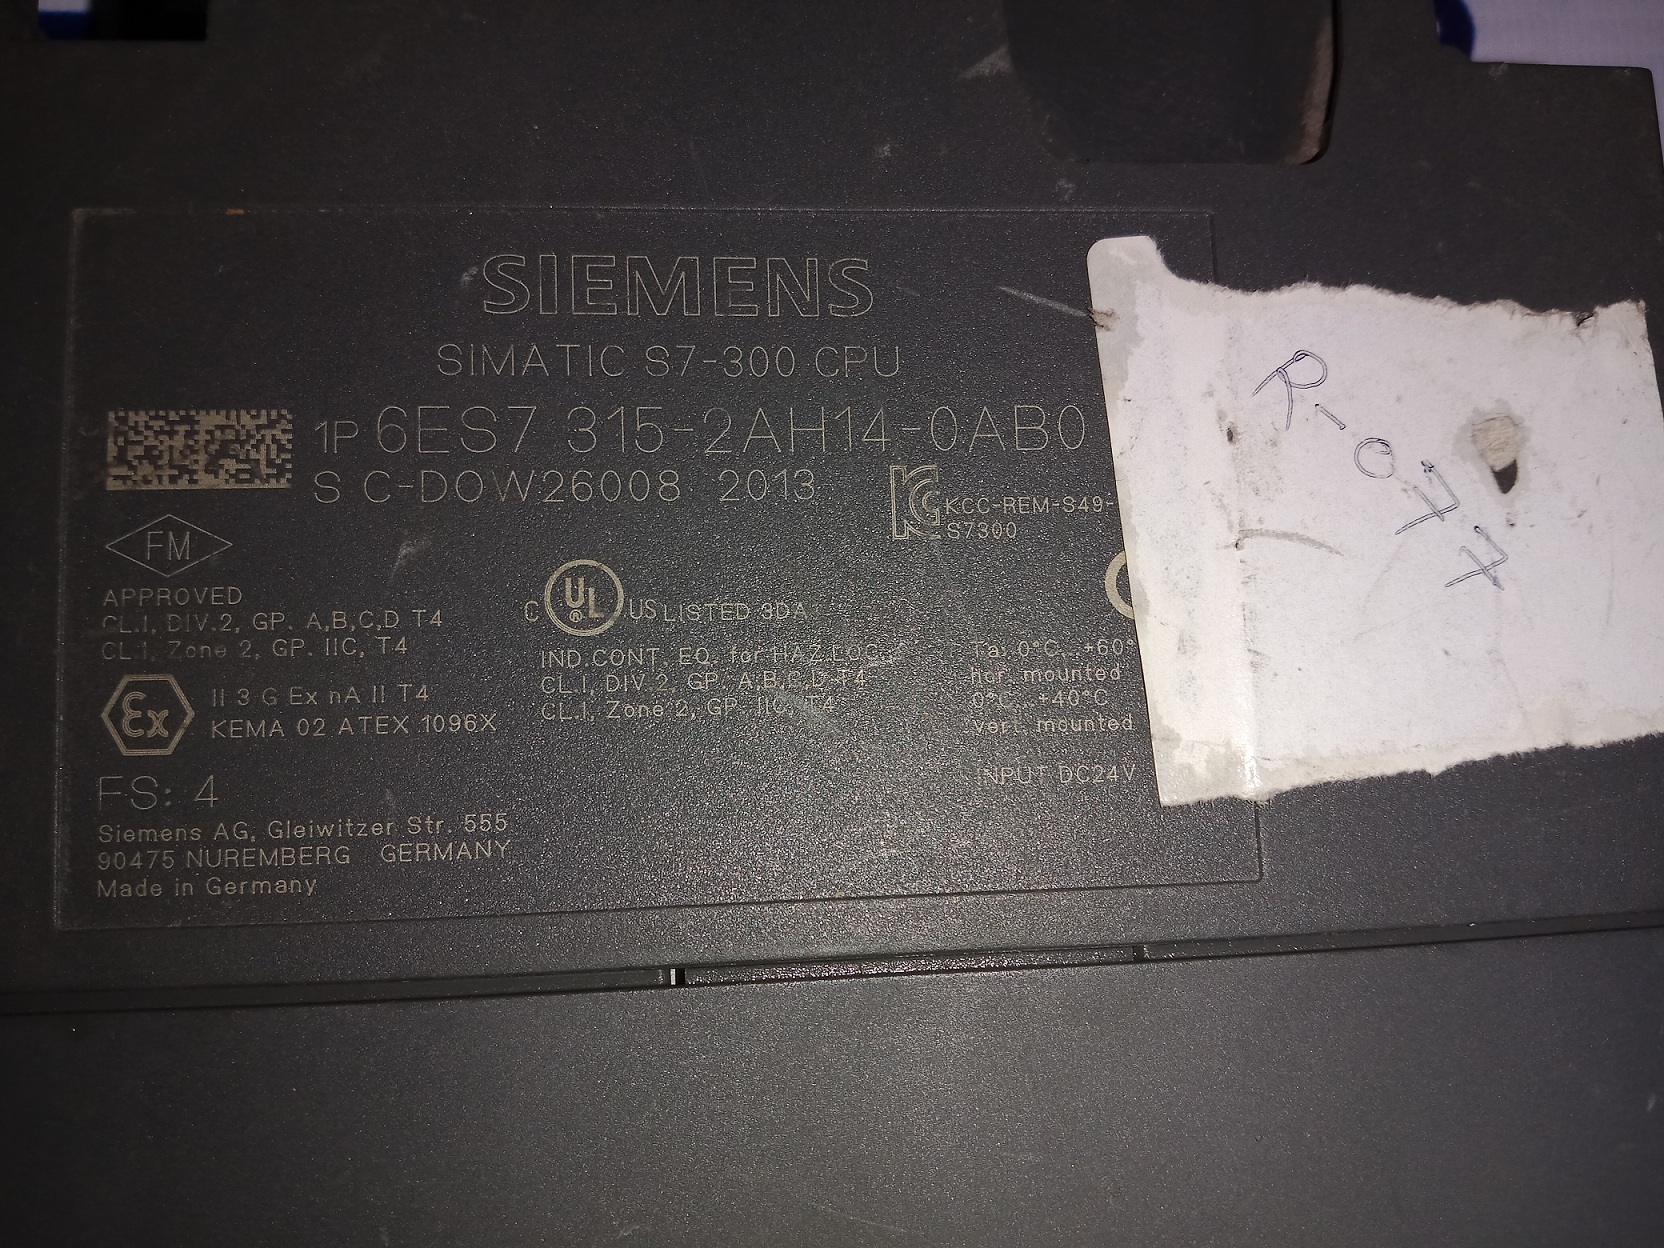 SIEMENS
SIMATIC S7-300 CPU
1P 6ES7 315-2AH14-0AB0
S C-D0W26008 2013
KCC-REM-S49-
S7300
FM
APPROVED
CL.I, DIV.2, GP. A,B,C,D T4
CL.I, Zone 2, GP. IIC, T4
C UL ® US LISTED 9DA
IND.CONT. EQ. for HAZ.LOC.
CL.I, DIV.2, GP. A,B,C,D T4
CL.I, Zone 2, GP. IIC, T4
Ta: 0°C...+60°
hor. mounted
0°C...+40°C
ver. mounted
INPUT DC24V
Ex
II 3 G Ex nA II T4
KEMA 02 ATEX 1096X
FS: 4
Siemens AG, Gleiwitzer Str. 555
90475 NUREMBERG GERMANY
Made in Germany